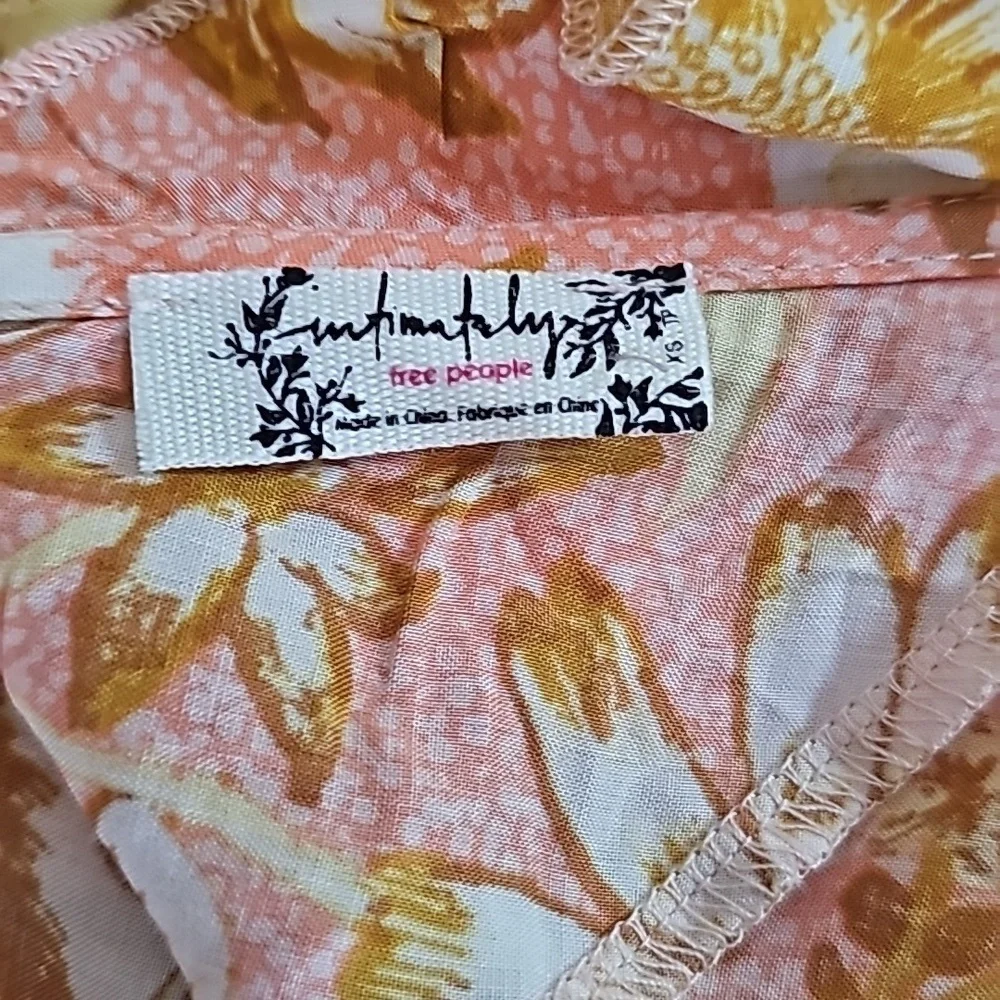 intimately
free people
Made in China. Fabriqué en Chine
XS TP